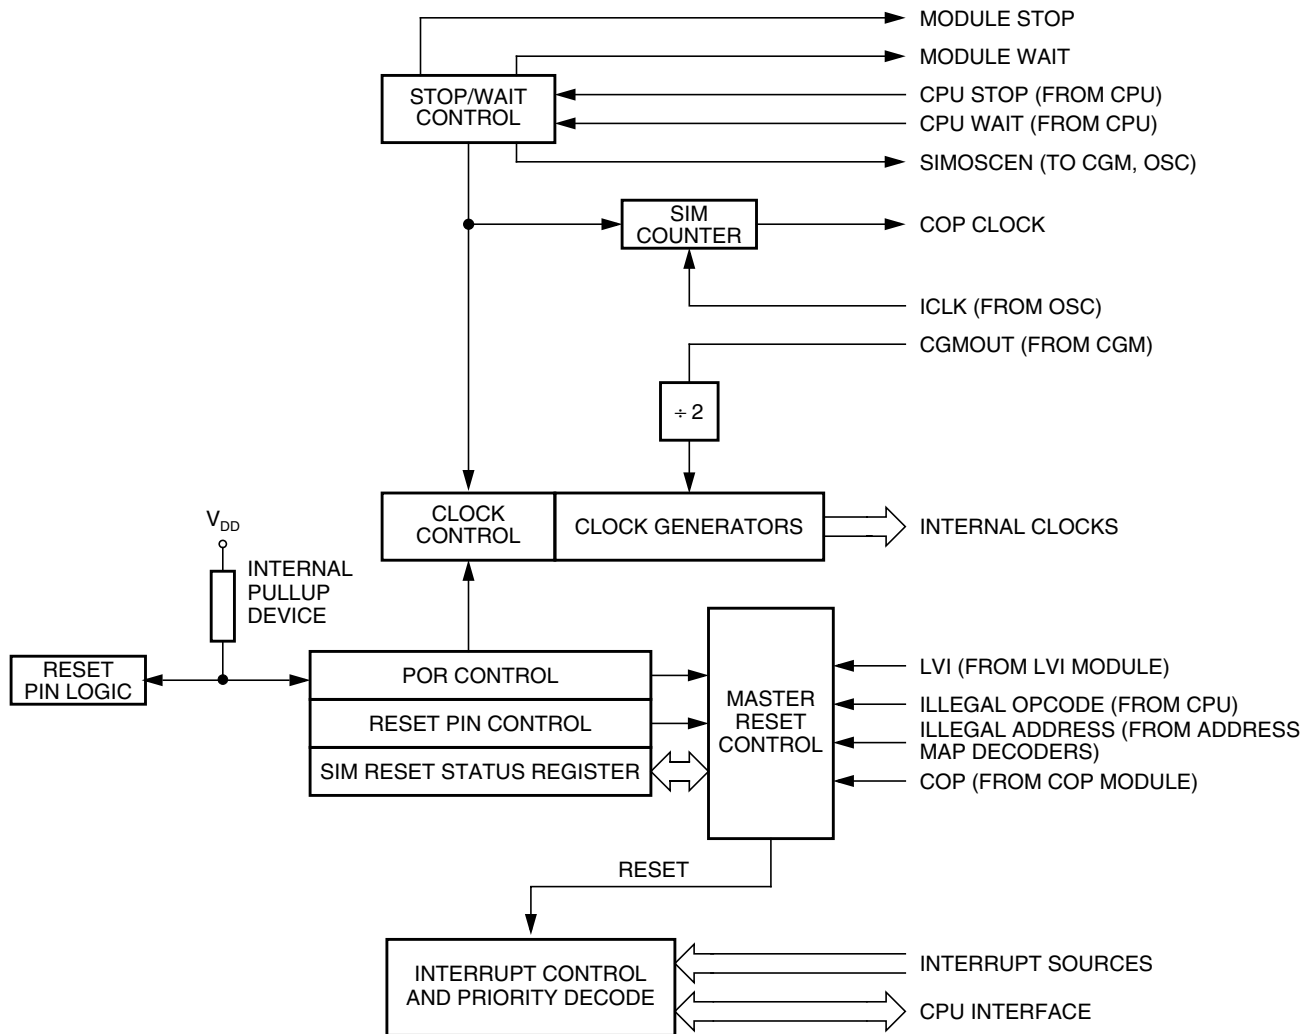 MODULE STOP
MODULE WAIT
STOP/WAIT
CONTROL
CPU STOP (FROM CPU)
CPU WAIT (FROM CPU)
SIMOSCEN (TO CGM, OSC)
SIM
COUNTER
COP CLOCK
ICLK (FROM OSC)
CGMOUT (FROM CGM)
÷ 2
CLOCK
CONTROL
CLOCK GENERATORS
INTERNAL CLOCKS
VDD
INTERNAL
PULLUP
DEVICE
RESET
PIN LOGIC
POR CONTROL
RESET PIN CONTROL
SIM RESET STATUS REGISTER
MASTER
RESET
CONTROL
LVI (FROM LVI MODULE)
ILLEGAL OPCODE (FROM CPU)
ILLEGAL ADDRESS (FROM ADDRESS
MAP DECODERS)
COP (FROM COP MODULE)
RESET
INTERRUPT CONTROL
AND PRIORITY DECODE
INTERRUPT SOURCES
CPU INTERFACE